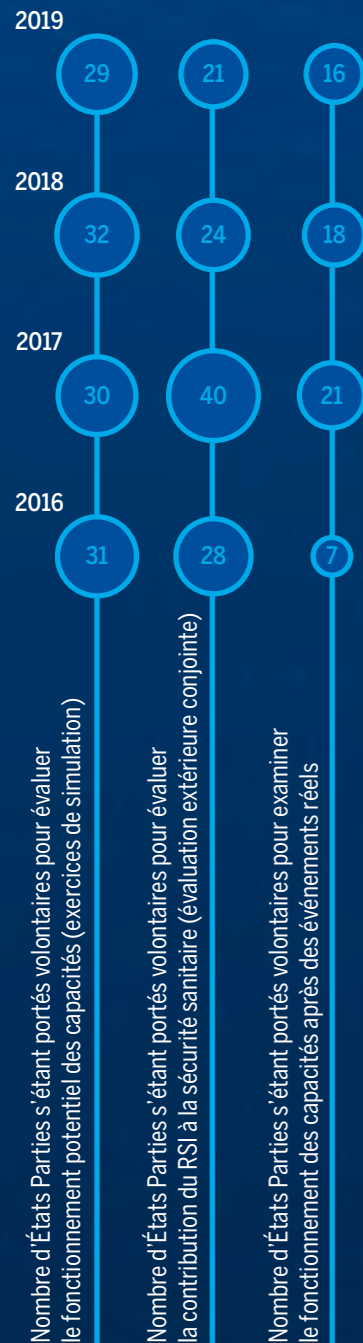 2019
29 21 16
2018
32 24 18
2017
30 40 21
2016
31 28 7
Nombre d’États Parties s’étant portés volontaires pour évaluer
le fonctionnement potentiel des capacités (exercices de simulation)
Nombre d’États Parties s’étant portés volontaires pour évaluer
la contribution du RSI à la sécurité sanitaire (évaluation extérieure conjointe)
Nombre d’États Parties s’étant portés volontaires pour examiner
le fonctionnement des capacités après des événements réels